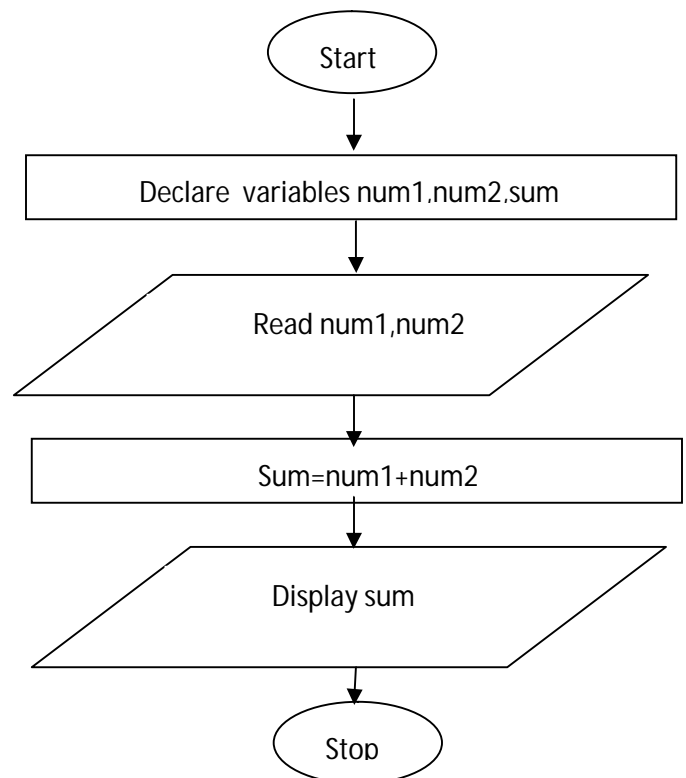 Start
Declare variables num1,num2,sum
Read num1,num2
Sum=num1+num2
Display sum
Stop